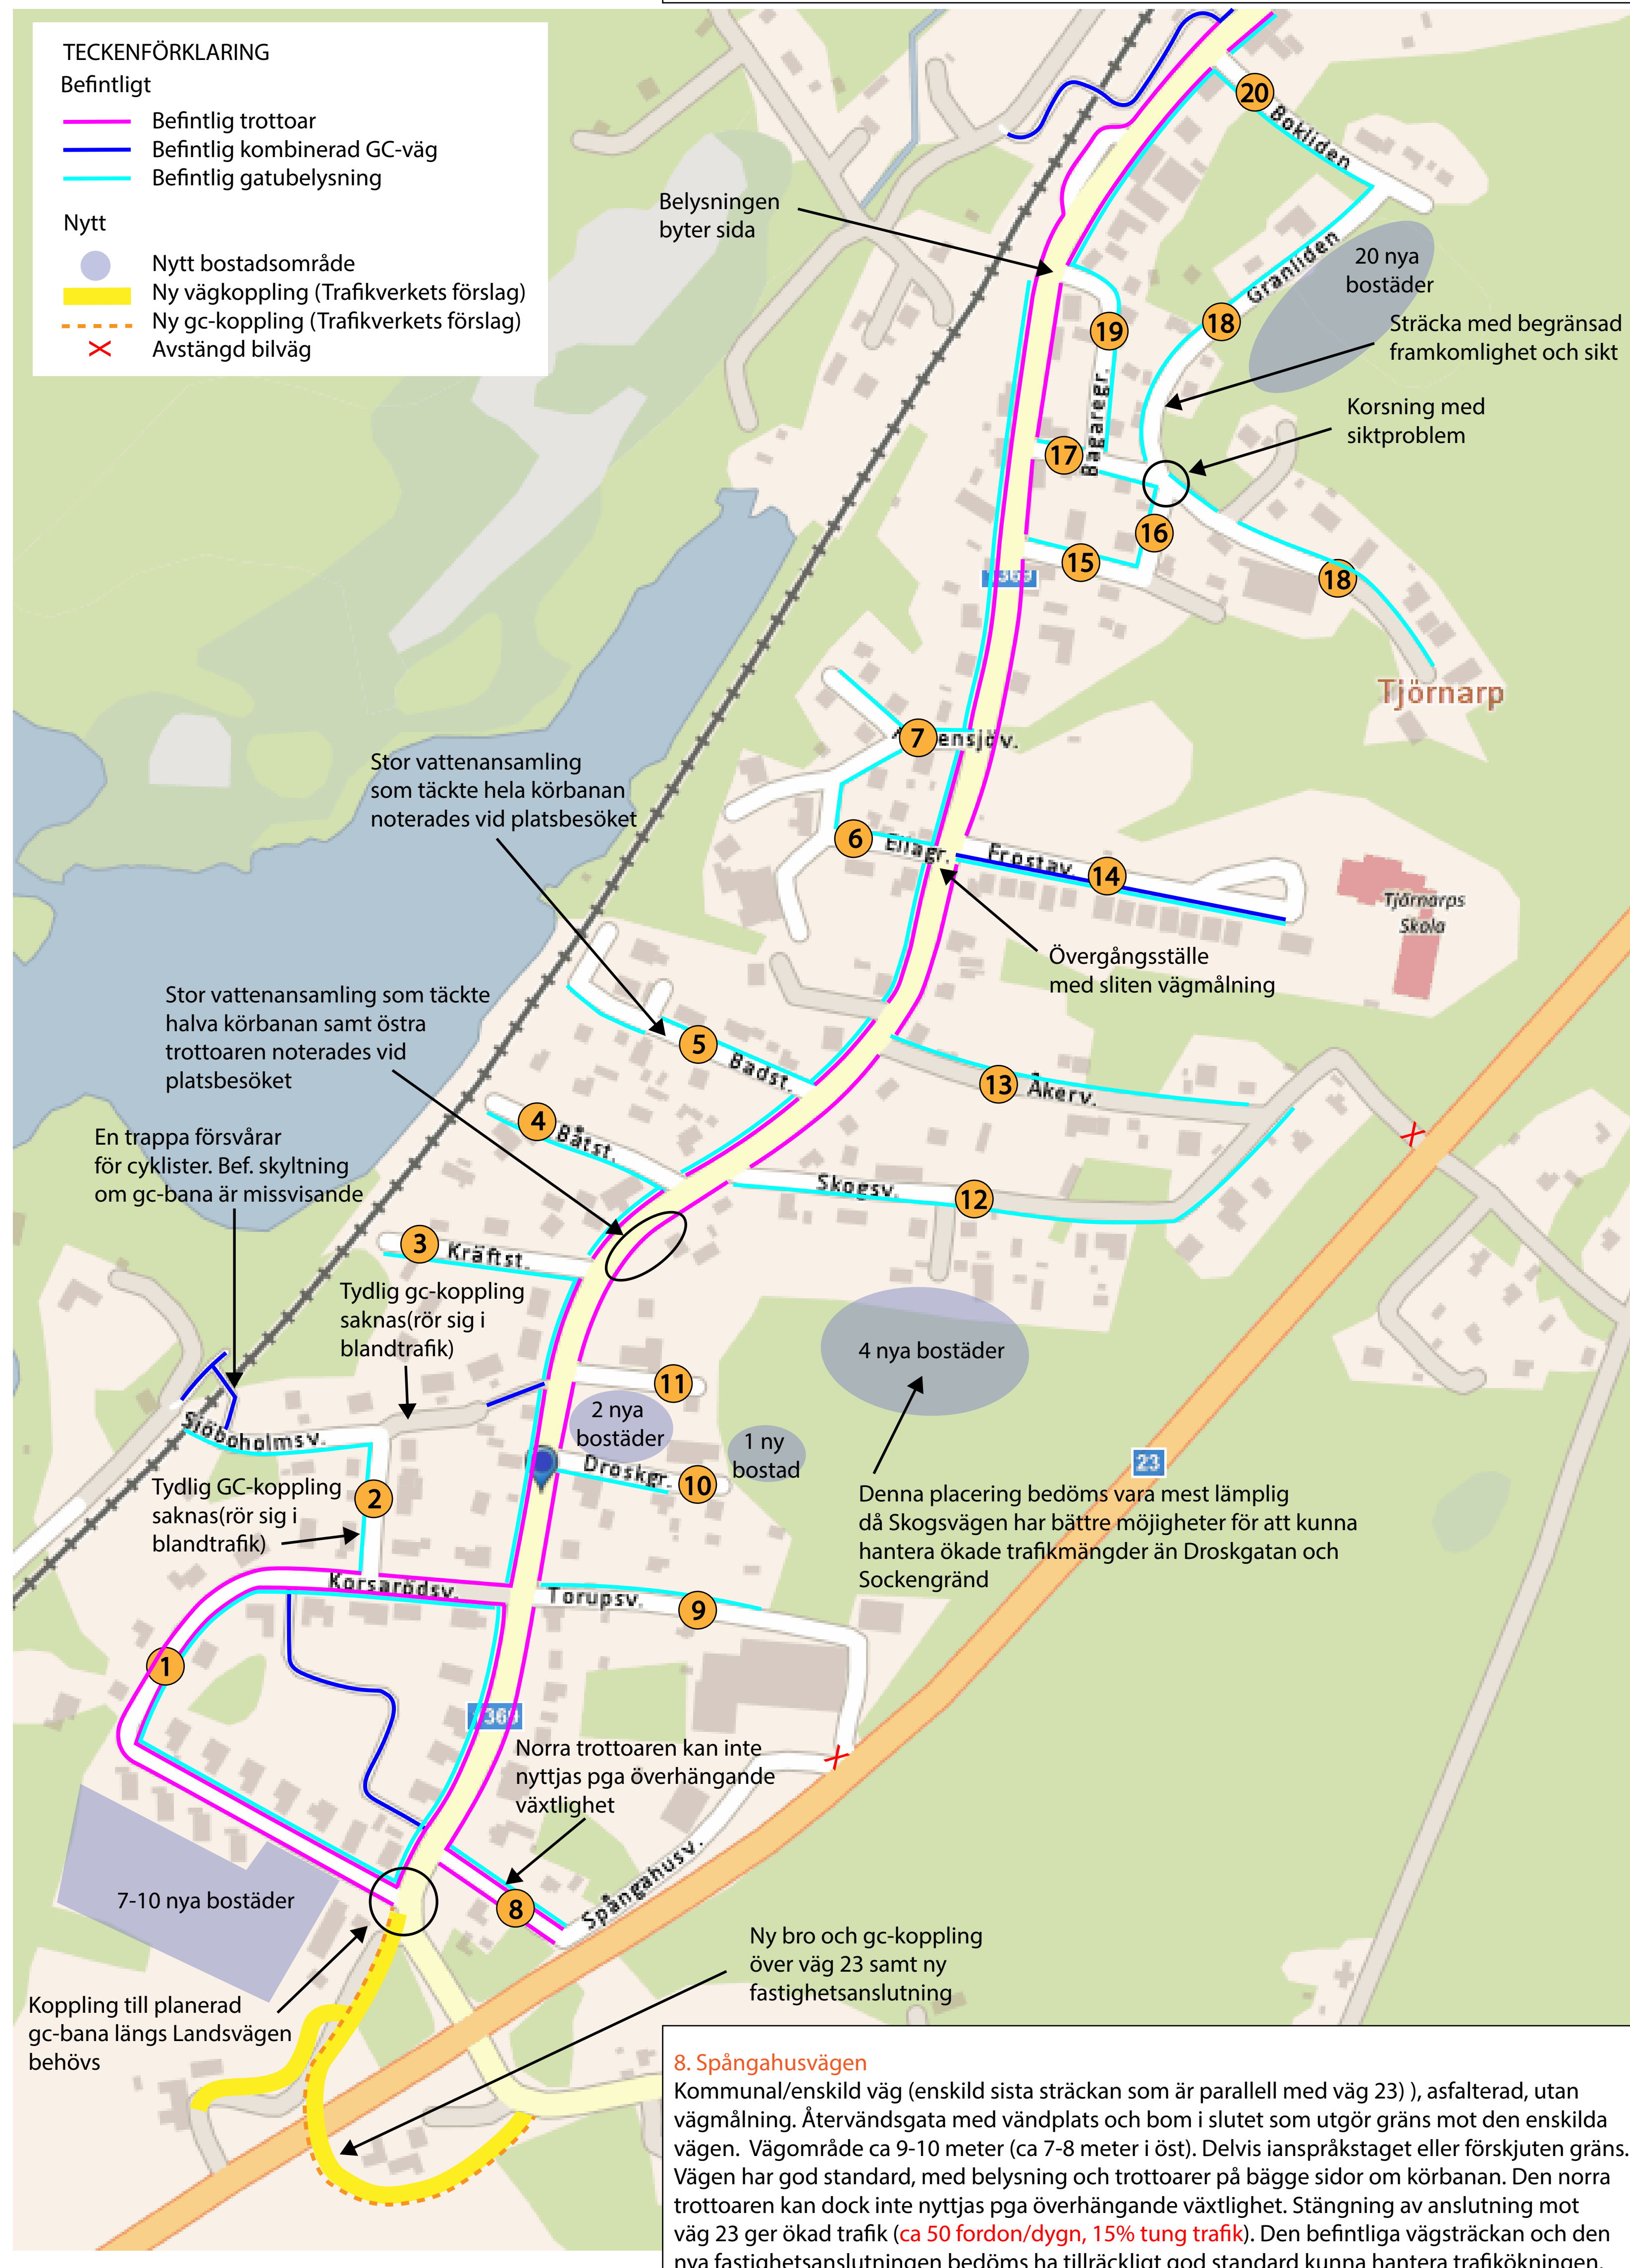 TECKENFÖRKLARING
Befintligt
Befintlig trottoar
Befintlig kombinerad GC-väg
Befintlig gatubelysning
Nytt
Nytt bostadsområde
Ny vägkoppling (Trafikverkets förslag)
Ny gc-koppling (Trafikverkets förslag)
Avstängd bilväg
20
Bokliden
Belysningen
byter sida
Granliden
20 nya
bostäder
18
19
Sträcka med begränsad
framkomlighet och sikt
Bagaregr.
Korsning med
siktproblem
17
16
15
18
Tjörnarp
7
ensjöv.
Stor vattenansamling
som täckte hela körbanan
noterades vid platsbesöket
6
Ellagr.
Frostav.
14
Tjörnarps
Skola
Övergångsställe
med sliten vägmålning
Stor vattenansamling som täckte
halva körbanan samt östra
trottoaren noterades vid
platsbesöket
5
Badst.
13
Åkerv.
4
Båtst.
En trappa försvårar
för cyklister. Bef. skyltning
om gc-bana är missvisande
Skogsv.
12
3
Kräftst.
Tydlig gc-koppling
saknas(rör sig i
blandtrafik)
4 nya bostäder
11
2 nya
bostäder
1 ny
bostad
Sjöboholmsv.
Droskgr.
10
23
Tydlig GC-koppling
saknas(rör sig i
blandtrafik)
2
Denna placering bedöms vara mest lämplig
då Skogsvägen har bättre möjigheter för att kunna
hantera ökade trafikmängder än Droskgatan och
Sockengränd
Korsarödsv.
Torupsv.
9
1
Norra trottoaren kan inte
nyttjas pga överhängande
växtlighet
7-10 nya bostäder
8
Spångahusv.
Ny bro och gc-koppling
över väg 23 samt ny
fastighetsanslutning
Koppling till planerad
gc-bana längs Landsvägen
behövs
8. Spångahusvägen
Kommunal/enskild väg (enskild sista sträckan som är parallell med väg 23) ), asfalterad, utan
vägmålning. Återvändsgata med vändplats och bom i slutet som utgör gräns mot den enskilda
vägen. Vägområde ca 9-10 meter (ca 7-8 meter i öst). Delvis ianspråkstaget eller förskjuten gräns.
Vägen har god standard, med belysning och trottoarer på bägge sidor om körbanan. Den norra
trottoaren kan dock inte nyttjas pga överhängande växtlighet. Stängning av anslutning mot
väg 23 ger ökad trafik (ca 50 fordon/dygn, 15% tung trafik). Den befintliga vägsträckan och den
nya fastighetsanslutningen bedöms ha tillräckligt god standard kunna hantera trafikökningen.